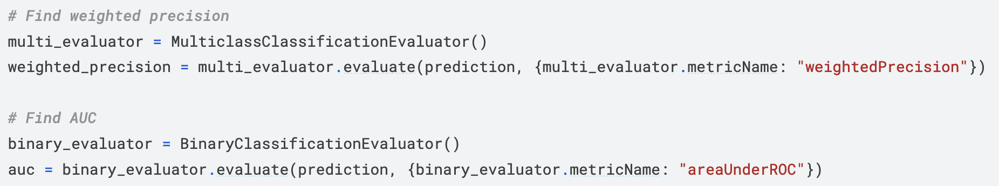 # Find weighted precision
multi_evaluator = MulticlassClassificationEvaluator()
weighted_precision = multi_evaluator.evaluate(prediction, {multi_evaluator.metricName: "weightedPrecision"})
# Find AUC
binary_evaluator = BinaryClassificationEvaluator()
auc = binary_evaluator.evaluate(prediction, {binary_evaluator.metricName: "areaUnderROC"})